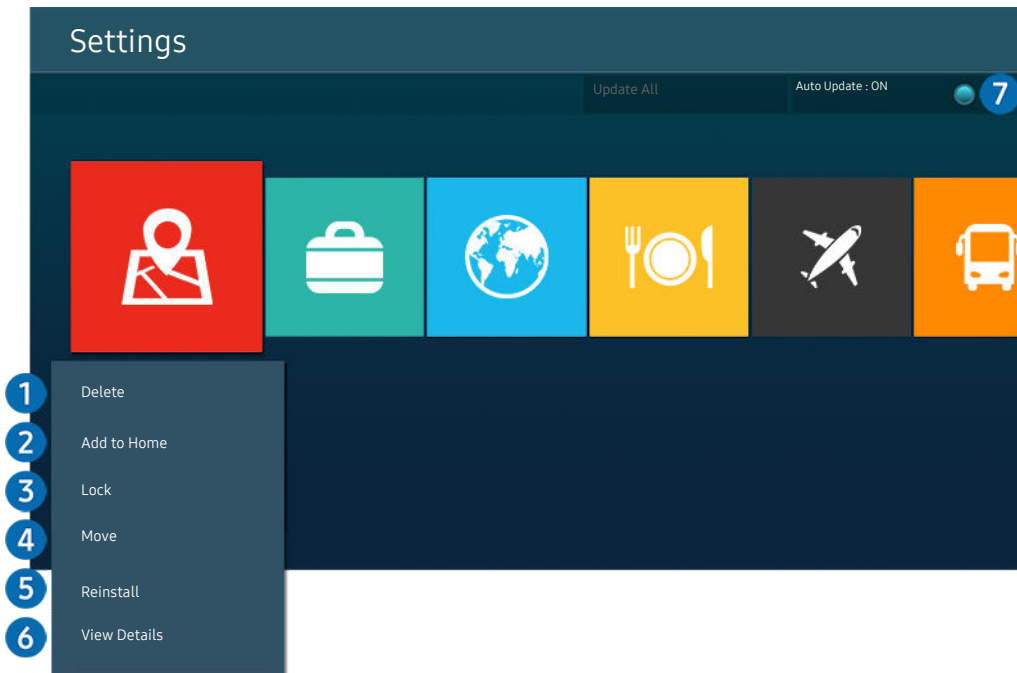 Settings
Update All
Auto Update : ON
7
1 Delete
2 Add to Home
3 Lock
4 Move
5 Reinstall
6 View Details